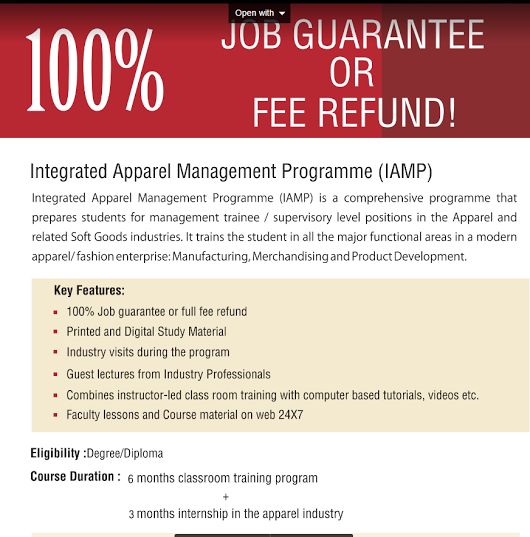 Open with
100%
JOB GUARANTEE
OR
FEE REFUND!
Integrated Apparel Management Programme (IAMP)
Integrated Apparel Management Programme (IAMP) is a comprehensive programme that
prepares students for management trainee / supervisory level positions in the Apparel and
related Soft Goods industries. It trains the student in all the major functional areas in a modern
apparel/fashion enterprise: Manufacturing, Merchandising and Product Development.
Key Features:
▪ 100% Job guarantee or full fee refund
▪ Printed and Digital Study Material
▪ Industry visits during the program
▪ Guest lectures from Industry Professionals
▪ Combines instructor-led class room training with computer based tutorials, videos etc.
▪ Faculty lessons and Course material on web 24X7
Eligibility :Degree/Diploma
Course Duration : 6 months classroom training program
+
3 months internship in the apparel industry